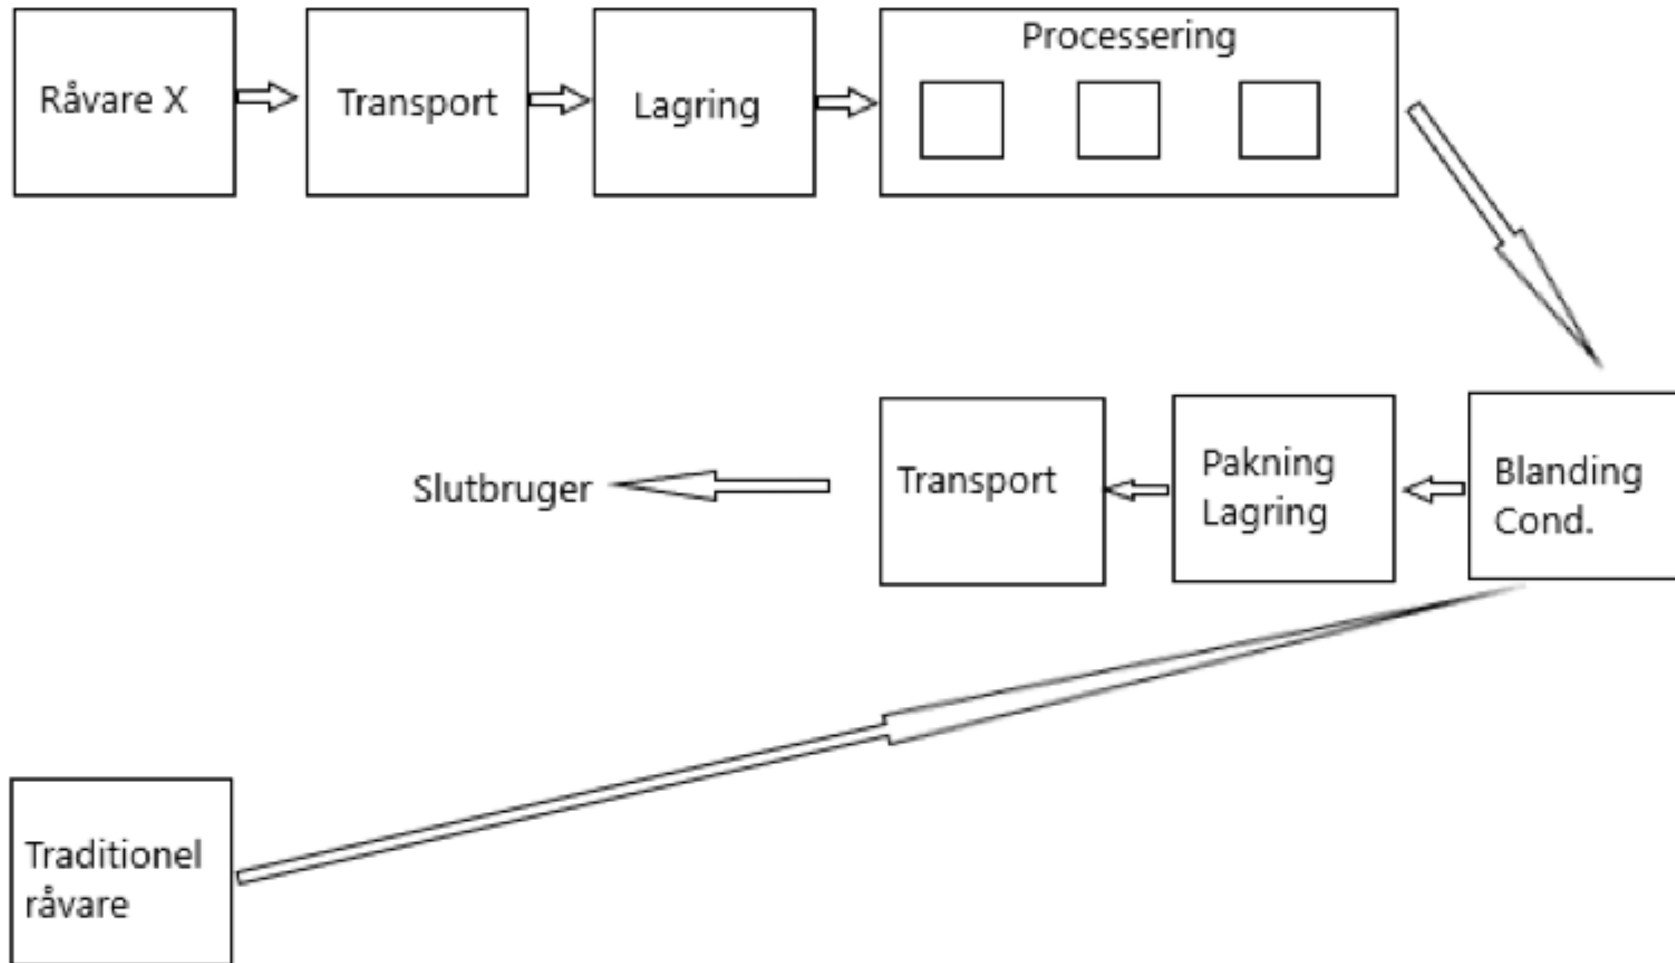 Råvare X
Transport
Lagring
Processering
Slutbruger
Transport
Pakning
Lagring
Blanding
Cond.
Traditionel
råvare